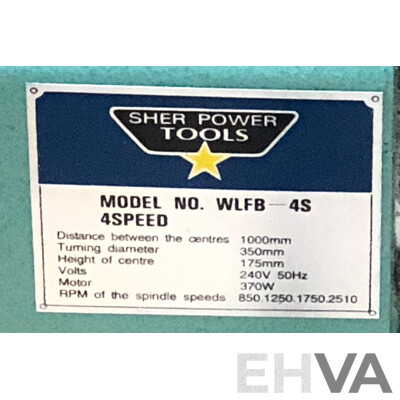 SHER POWER
TOOLS
MODEL NO. WLFB-4S
4SPEED
Distance between the centres 1000mm
Turning diameter 350mm
Height of centre 175mm
Volts 240V 50Hz
Motor 370W
RPM of the spindle speeds 850.1250.1750.2510
EHVA